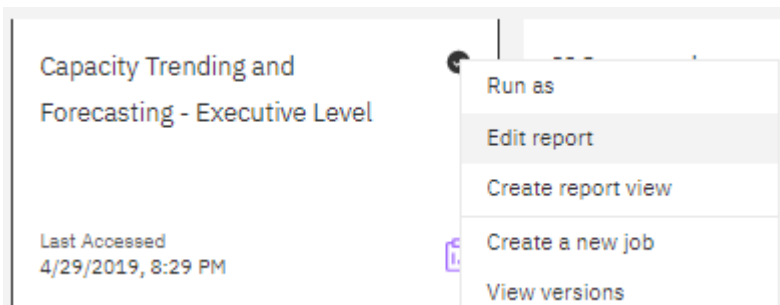 Capacity Trending and
Forecasting - Executive Level
Last Accessed
4/29/2019, 8:29 PM
Run as
Edit report
Create report view
Create a new job
View versions